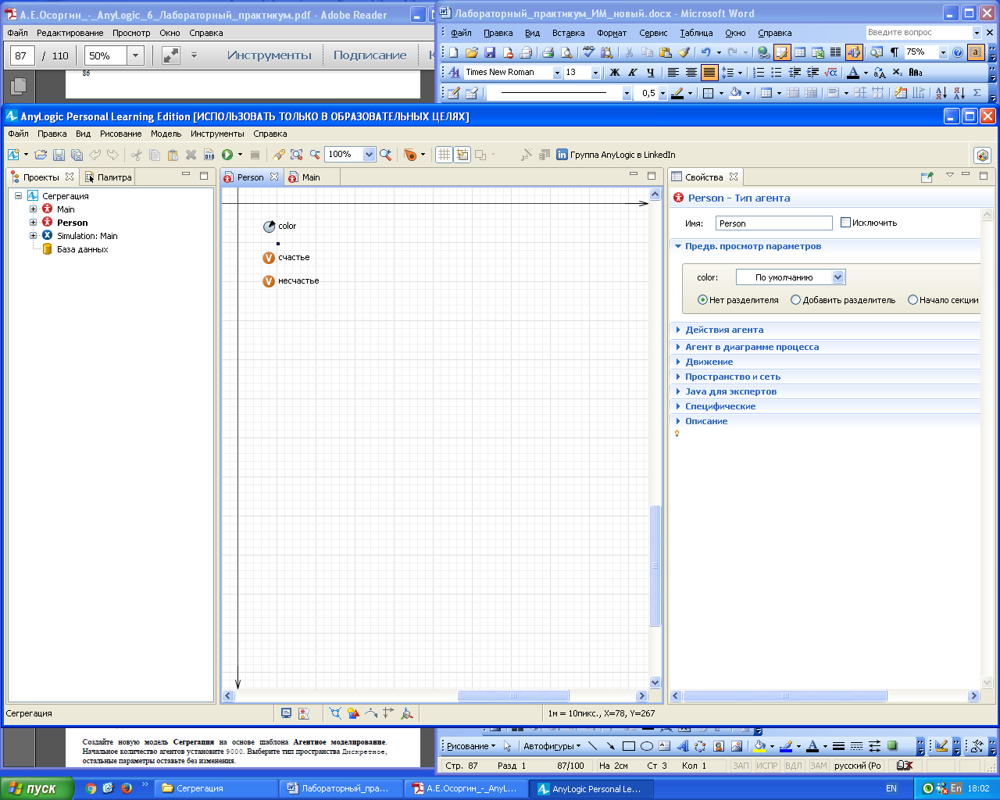 А.Е.Осоргин_-_AnyLogic_6_Лабораторный_практикум.pdf - Adobe Reader
Файл Редактирование Просмотр Окно Справка
87 / 110 50% Инструменты Подписание
86
Лабораторный_практикум_ИМ_новый.docx - Microsoft Word
Файл Правка Вид Вставка Формат Сервис Таблица Окно Справка Введите вопрос
75%
Times New Roman 13 Ж К Ч
0,5
AnyLogic Personal Learning Edition [ИСПОЛЬЗОВАТЬ ТОЛЬКО В ОБРАЗОВАТЕЛЬНЫХ ЦЕЛЯХ]
Файл Правка Вид Рисование Модель Инструменты Справка
100% Группа AnyLogic в LinkedIn
Проекты Палитра
Сегрегация
Main
Person
Simulation: Main
База данных
Person Main
color
счастье
несчастье
Свойства
Person - Тип агента
Имя: Person Исключить
Предв. просмотр параметров
color: По умолчанию
Нет разделителя Добавить разделитель Начало секции
Действия агента
Агент в диаграмме процесса
Движение
Пространство и сеть
Java для экспертов
Специфические
Описание
Сегрегация 1м = 10пикс., X=78, Y=267
Создайте новую модель Сегрегация на основе шаблона Агентное моделирование.
Начальное количество агентов установите 9000. Выберите тип пространства Дискретное,
остальные параметры оставьте без изменения.
Рисование Автофигуры
Стр. 87 Разд 1 87/100 На 2см Ст 3 Кол 1 ЗАП ИСПР ВДЛ ЗАМ русский (Ро
пуск Сегрегация Лабораторный_пра... А.Е.Осоргин_-_AnyL... AnyLogic Personal Le... EN En 18:02